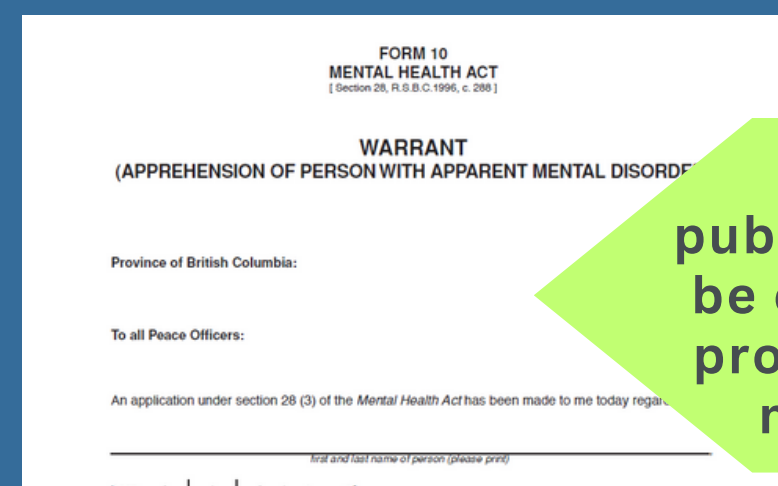 FORM 10
MENTAL HEALTH ACT
[ Section 28, R.S.B.C.1996, c. 288 ]
WARRANT
(APPREHENSION OF PERSON WITH APPARENT MENTAL DISORDE
Province of British Columbia:
To all Peace Officers:
An application under section 28 (3) of the Mental Health Act has been made to me today regar
first and last name of person (please print)
pub
be
pro